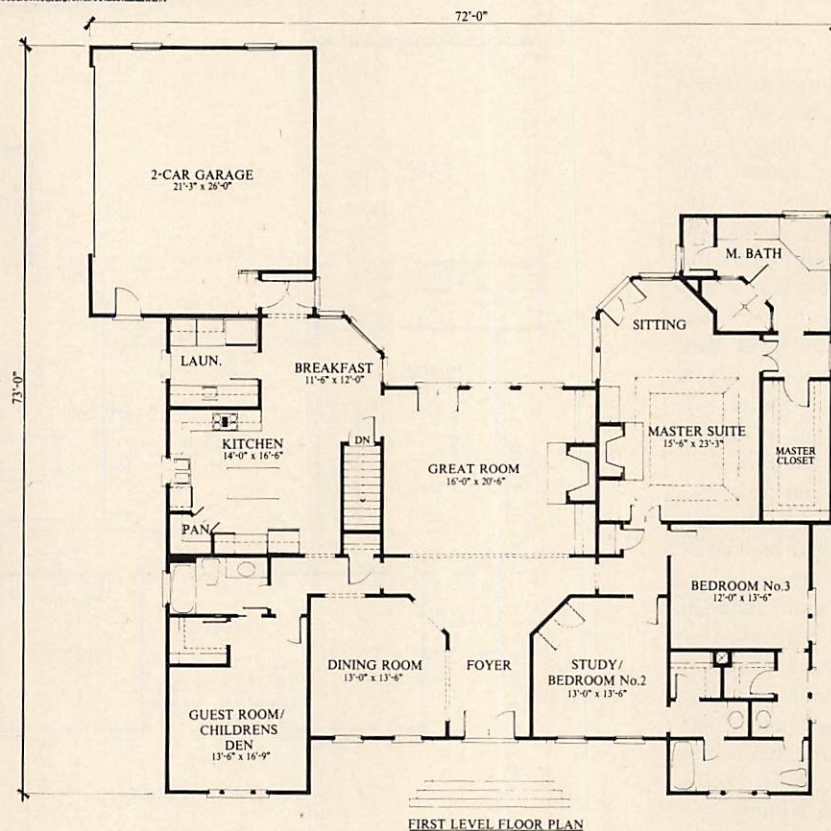 72'-0"
2-CAR GARAGE
21'-3" x 26'-0"
M. BATH
SITTING
LAUN.
BREAKFAST
11'-6" x 12'-0"
73'-0"
DN
KITCHEN
14'-0" x 16'-6"
MASTER SUITE
15'-6" x 23'-3"
GREAT ROOM
16'-0" x 20'-6"
MASTER
CLOSET
PAN.
BEDROOM No.3
12'-0" x 13'-6"
DINING ROOM
13'-0" x 13'-6"
FOYER
STUDY/
BEDROOM No.2
13'-0" x 13'-6"
GUEST ROOM/
CHILDRENS
DEN
13'-6" x 16'-9"
FIRST LEVEL FLOOR PLAN